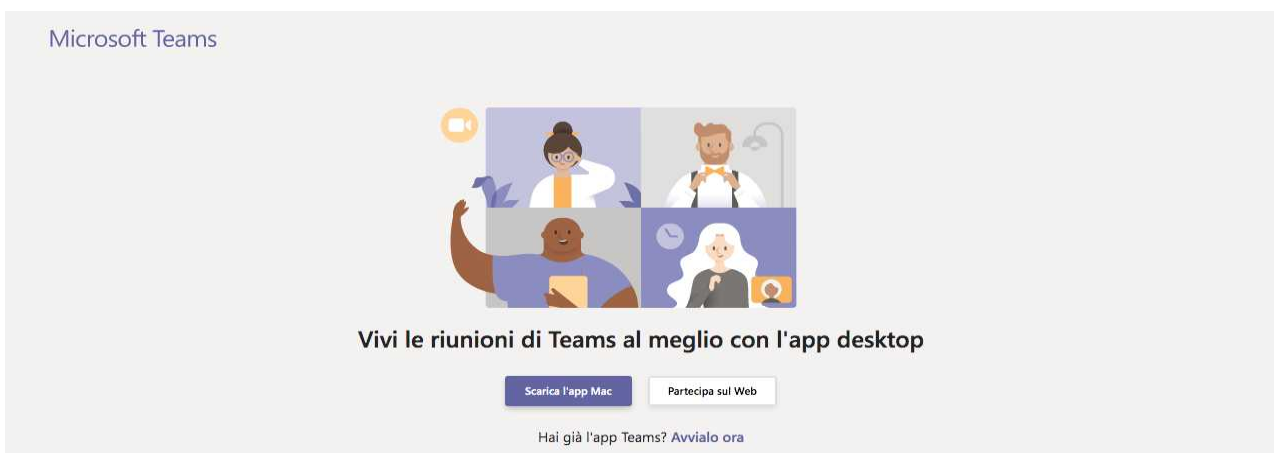 Microsoft Teams
Vivi le riunioni di Teams al meglio con l'app desktop
Scarica l'app Mac
Partecipa sul Web
Hai già l'app Teams? Avvialo ora